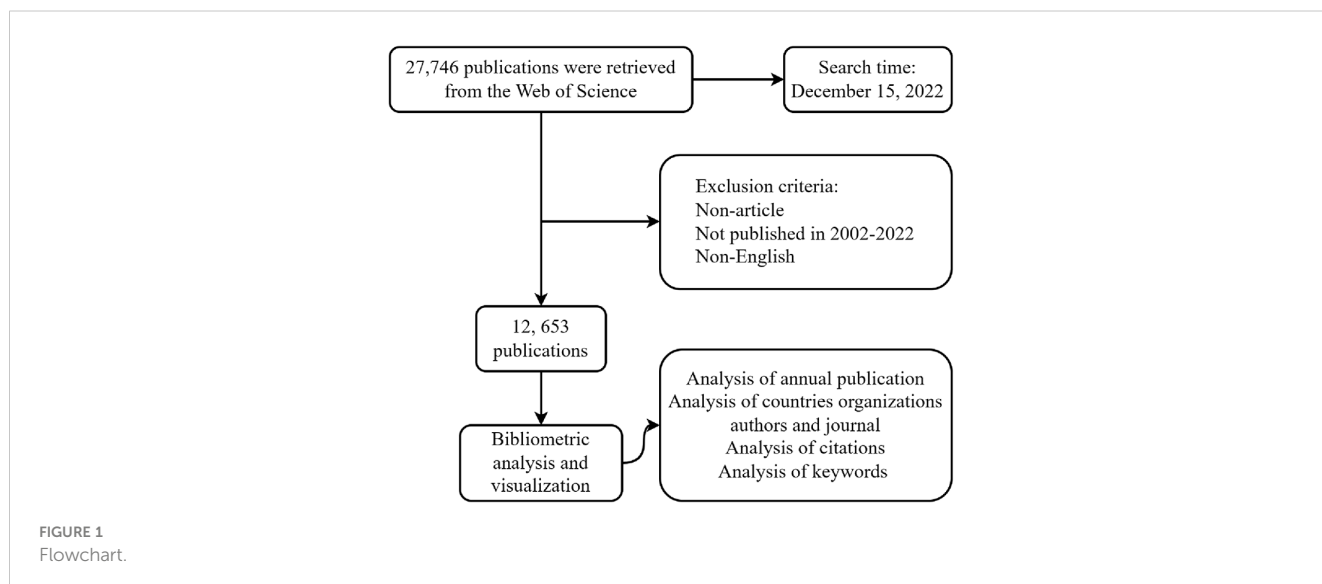 27,746 publications were retrieved
from the Web of Science
Search time:
December 15, 2022
Exclusion criteria:
Non-article
Not published in 2002-2022
Non-English
12, 653
publications
Bibliometric
analysis and
visualization
Analysis of annual publication
Analysis of countries organizations
authors and journal
Analysis of citations
Analysis of keywords
FIGURE 1
Flowchart.